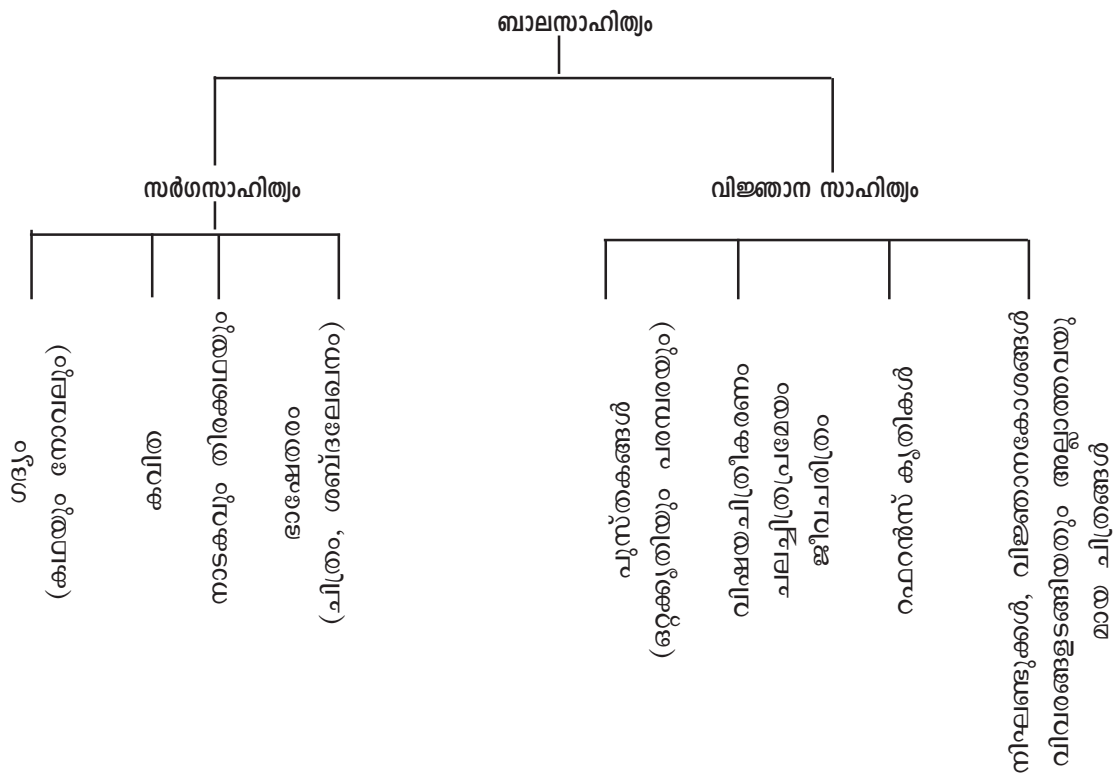 ബാലസാഹിത്യം
സർഗസാഹിത്യം
വിജ്ഞാന സാഹിത്യം
ഗദ്യം
(കഥയും നോവലും)
കവിത
നാടകവും തിരക്കഥയും
ഭാഷേതരം
(ചിത്രം, ശബ്ദലേഖനം)
പുസ്തകങ്ങൾ
(ഒറ്റക്കൃതിയും പരമ്പരയും)
വിഷയചിത്രീകരണം
ചലച്ചിത്രപ്രമേയം
ജീവചരിത്രം
റഫറൻസ് കൃതികൾ
നിഘണ്ടുക്കൾ, വിജ്ഞാനകോശങ്ങൾ
വിവരങ്ങളടങ്ങിയതും അല്ലാത്തവയു
മായ ചിത്രങ്ങൾ